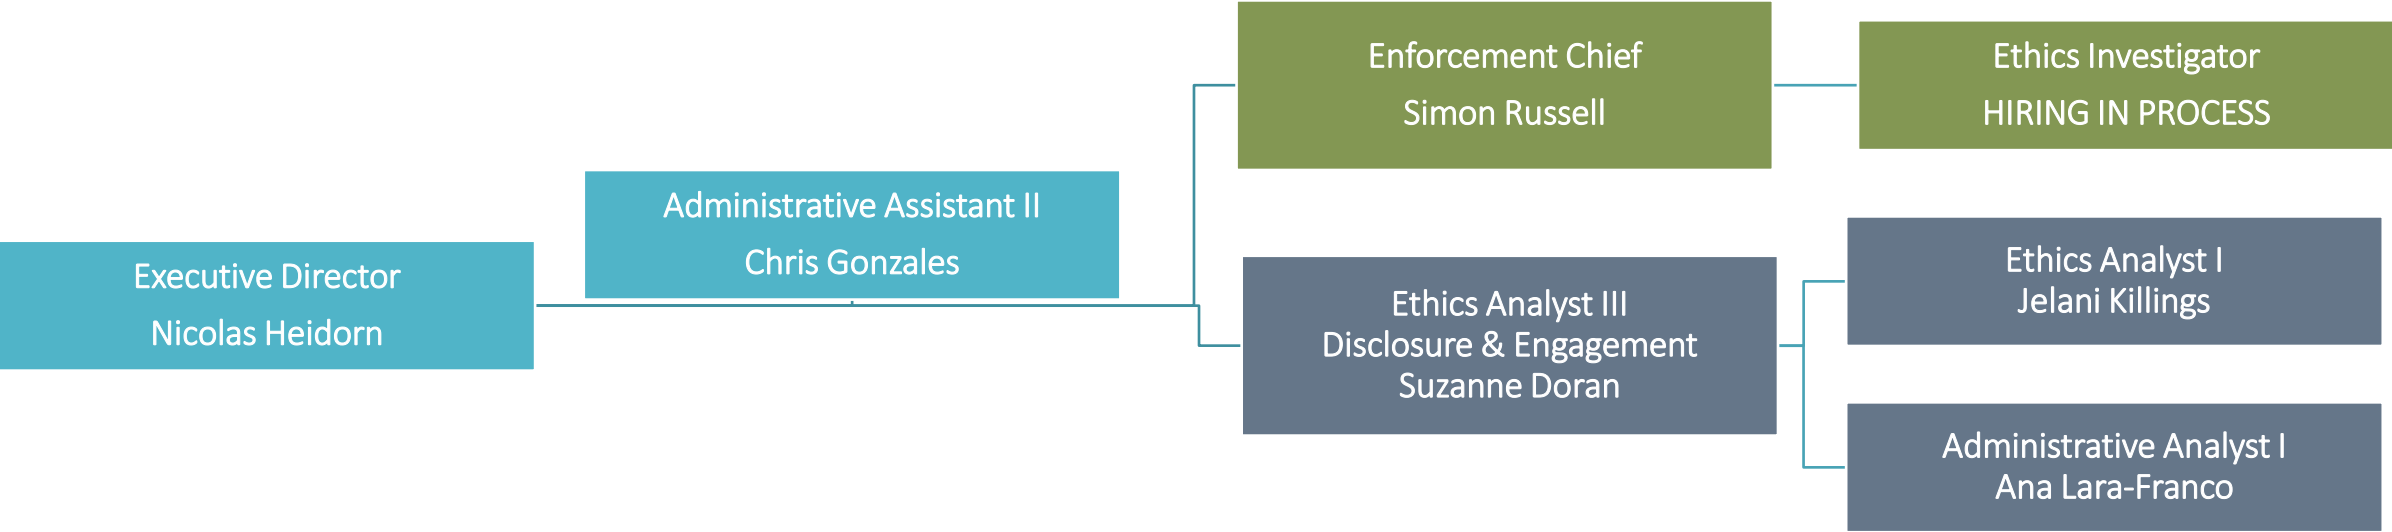 Executive Director
Nicolas Heidorn
Administrative Assistant II
Chris Gonzales
Enforcement Chief
Simon Russell
Ethics Investigator
HIRING IN PROCESS
Ethics Analyst III
Disclosure & Engagement
Suzanne Doran
Ethics Analyst I
Jelani Killings
Administrative Analyst I
Ana Lara-Franco